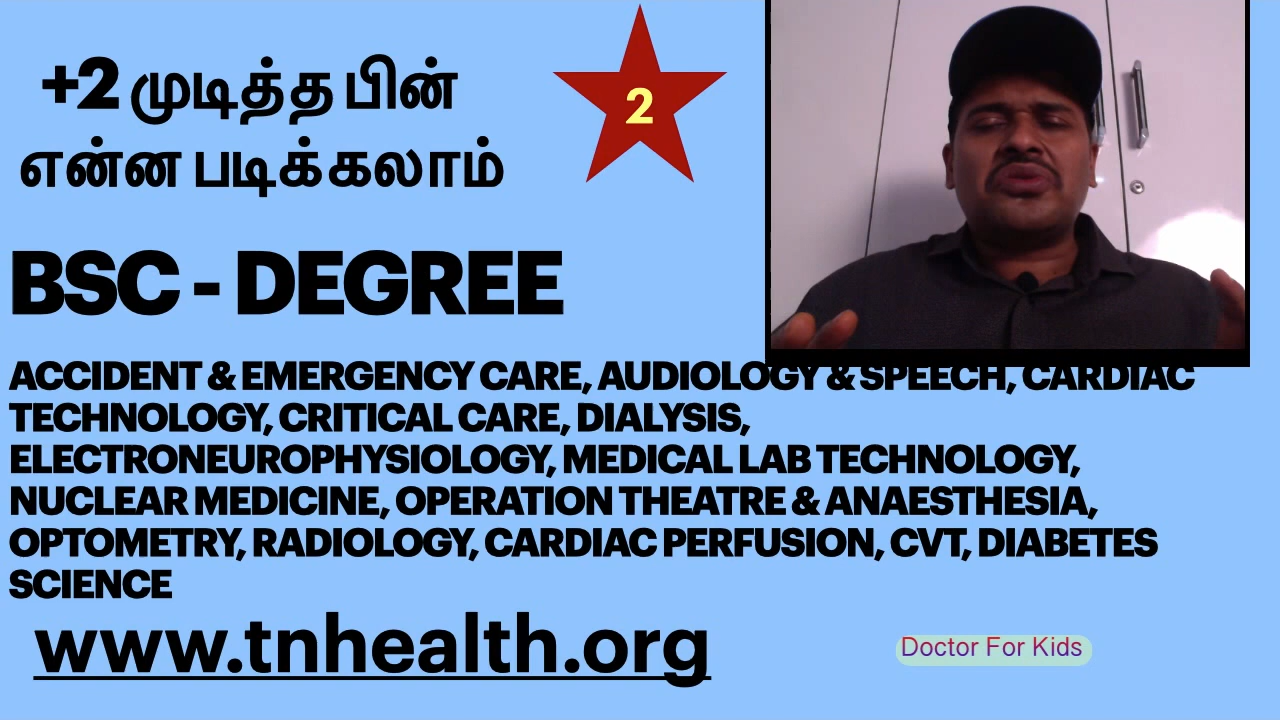 +2 முடித்த பின்
என்ன படிக்கலாம்
2
BSC - DEGREE
ACCIDENT & EMERGENCY CARE, AUDIOLOGY & SPEECH, CARDIAC
TECHNOLOGY, CRITICAL CARE, DIALYSIS,
ELECTRONEUROPHYSIOLOGY, MEDICAL LAB TECHNOLOGY,
NUCLEAR MEDICINE, OPERATION THEATRE & ANAESTHESIA,
OPTOMETRY, RADIOLOGY, CARDIAC PERFUSION, CVT, DIABETES
SCIENCE
www.tnhealth.org
Doctor For Kids